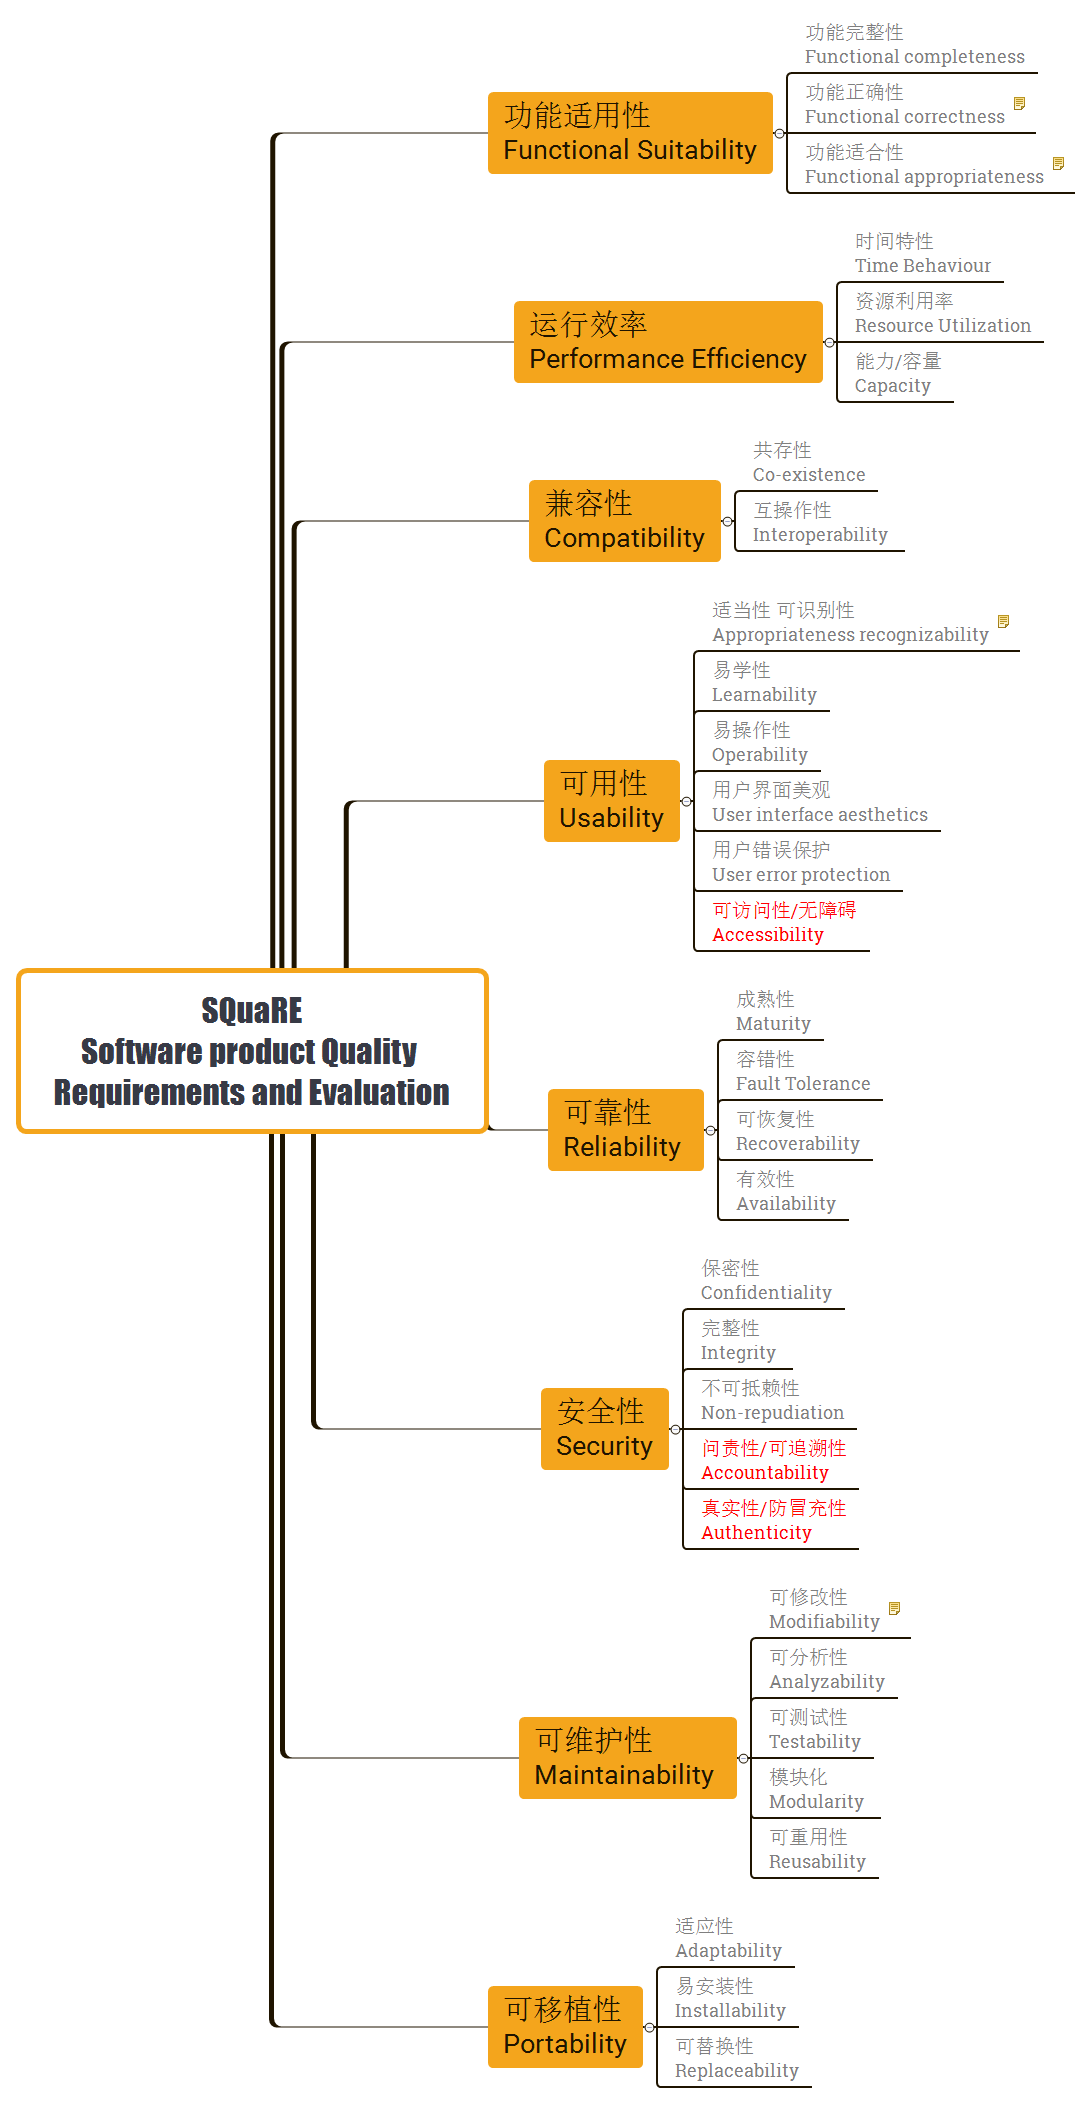 功能完整性
Functional completeness
功能正确性
Functional correctness
功能适合性
Functional appropriateness
功能适用性
Functional Suitability
时间特性
Time Behaviour
资源利用率
Resource Utilization
能力/容量
Capacity
运行效率
Performance Efficiency
共存性
Co-existence
互操作性
Interoperability
兼容性
Compatibility
适当性 可识别性
Appropriateness recognizability
易学性
Learnability
易操作性
Operability
用户界面美观
User interface aesthetics
用户错误保护
User error protection
可访问性/无障碍
Accessibility
可用性
Usability
SQuaRE
Software product Quality
Requirements and Evaluation
成熟性
Maturity
容错性
Fault Tolerance
可恢复性
Recoverability
有效性
Availability
可靠性
Reliability
保密性
Confidentiality
完整性
Integrity
不可抵赖性
Non-repudiation
问责性/可追溯性
Accountability
真实性/防冒充性
Authenticity
安全性
Security
可修改性
Modifiability
可分析性
Analyzability
可测试性
Testability
模块化
Modularity
可重用性
Reusability
可维护性
Maintainability
适应性
Adaptability
易安装性
Installability
可替换性
Replaceability
可移植性
Portability